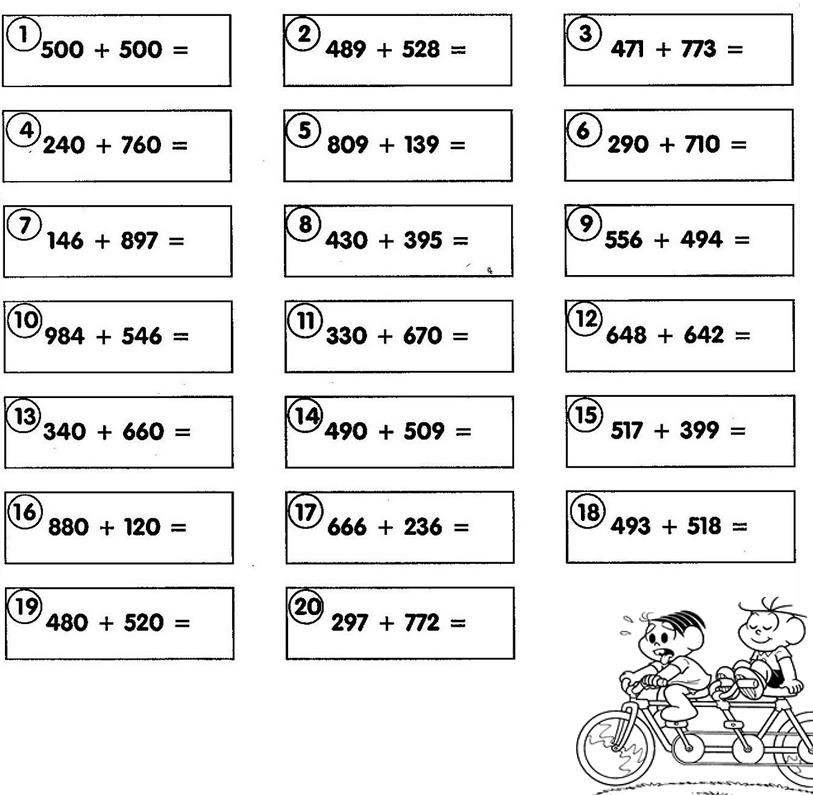 1 500 + 500 =
2 489 + 528 =
3 471 + 773 =
4 240 + 760 =
5 809 + 139 =
6 290 + 710 =
7 146 + 897 =
8 430 + 395 =
9 556 + 494 =
10 984 + 546 =
11 330 + 670 =
12 648 + 642 =
13 340 + 660 =
14 490 + 509 =
15 517 + 399 =
16 880 + 120 =
17 666 + 236 =
18 493 + 518 =
19 480 + 520 =
20 297 + 772 =